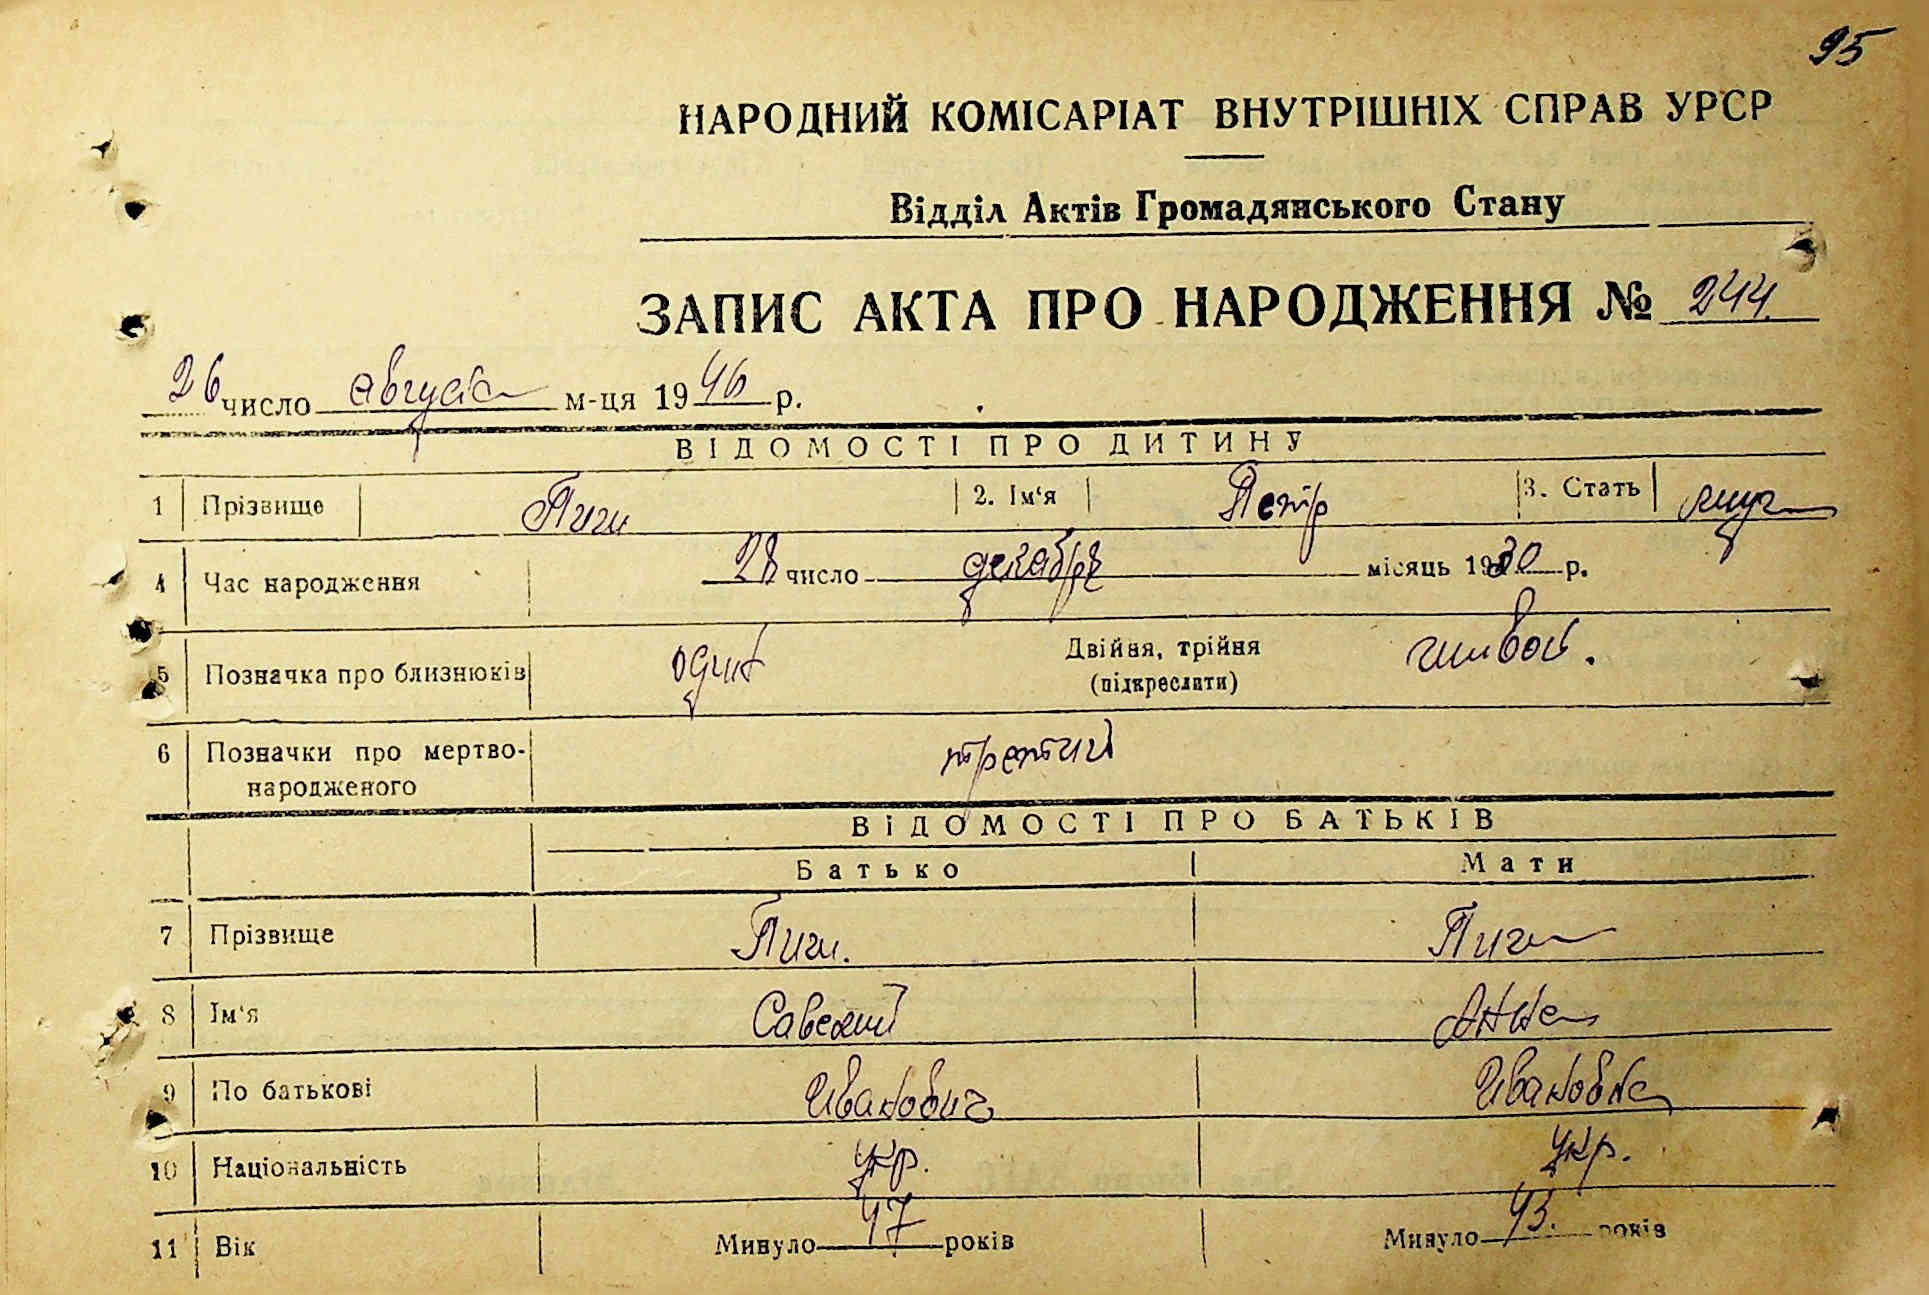 95
НАРОДНИЙ КОМІСАРІАТ ВНУТРІШНІХ СПРАВ УРСР
Відділ Актів Громадянського Стану
ЗАПИС АКТА ПРО НАРОДЖЕННЯ № 244
26 число августа м-ця 1946 р.
ВІДОМОСТІ ПРО ДИТИНУ
1 Прізвище Пиги 2. Ім'я Петр 3. Стать муж
4 Час народження 28 число декабря місяць 1930 р.
5 Позначка про близнюків один Двійня, трійня живой.
(підкреслити)
6 Позначки про мертво- третий
народженого
ВІДОМОСТІ ПРО БАТЬКІВ
Батько Мати
7 Прізвище Пиги. Пиги
8 Ім'я Савелий Анна
9 По батькові Иванович Ивановна
10 Національність укр. укр.
11 Вік Минуло 47 років Минуло 43. років